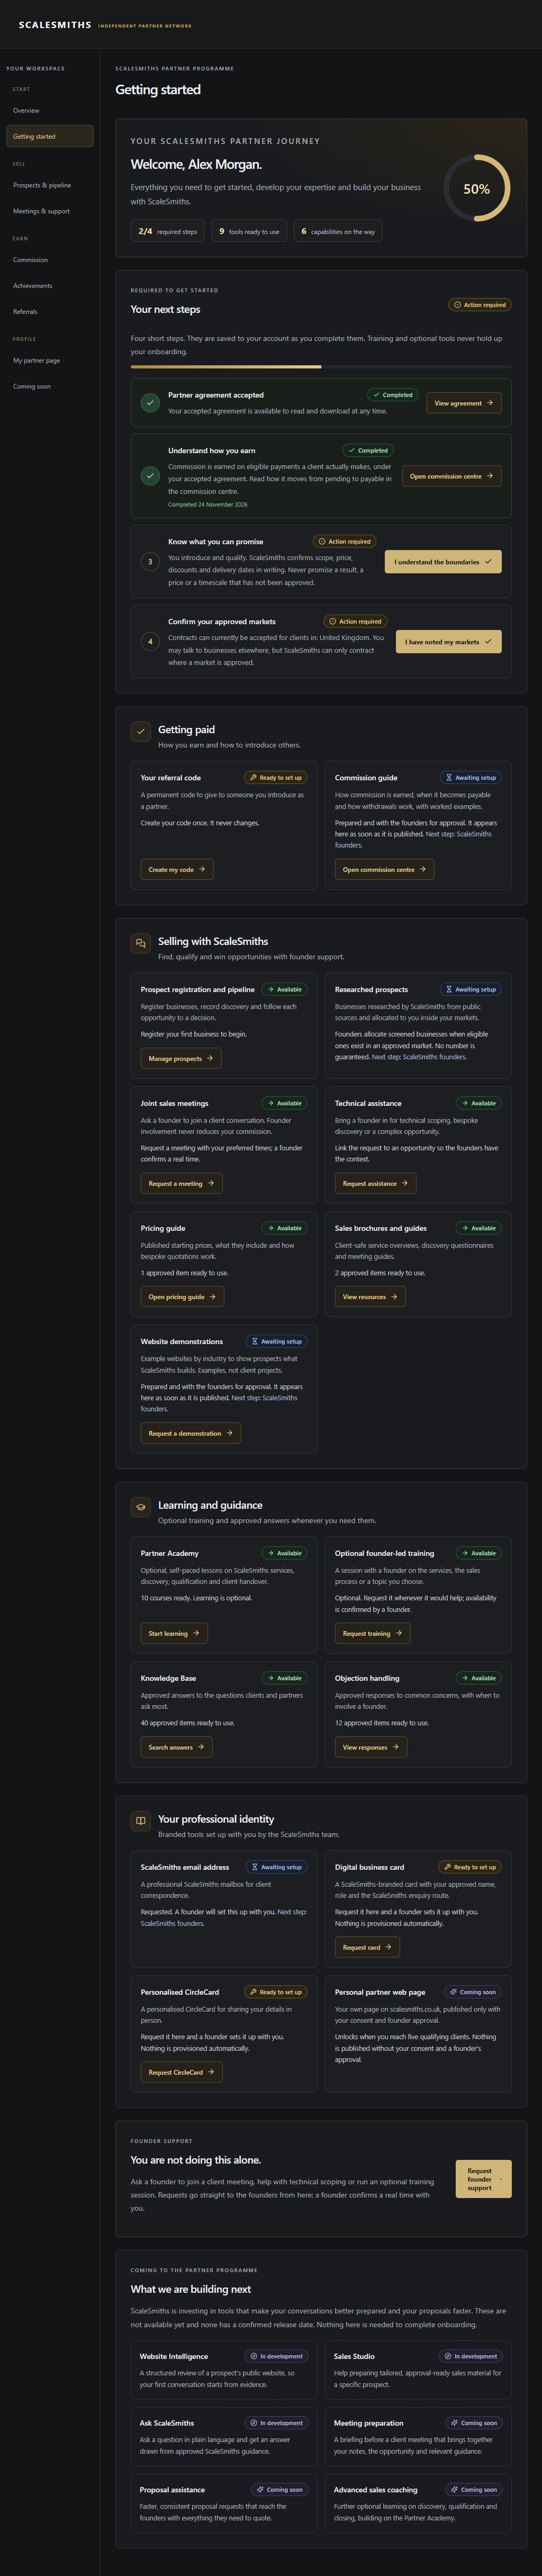 SCALESMITHS INDEPENDENT PARTNER NETWORK
YOUR WORKSPACE
START
Overview
Getting started
SELL
Prospects & pipeline
Meetings & support
EARN
Commission
Achievements
Referrals
PROFILE
My partner page
Coming soon
SCALESMITHS PARTNER PROGRAMME
Getting started
YOUR SCALESMITHS PARTNER JOURNEY
Welcome, Alex Morgan.
Everything you need to get started, develop your expertise and build your business
with ScaleSmiths.
2/4 required steps
9 tools ready to use
6 capabilities on the way
50%
REQUIRED TO GET STARTED
Your next steps
Action required
Four short steps. They are saved to your account as you complete them. Training and optional tools never hold up
your onboarding.
Partner agreement accepted
Completed
Your accepted agreement is available to read and download at any time.
View agreement
Understand how you earn
Completed
Commission is earned on eligible payments a client actually makes, under
your accepted agreement. Read how it moves from pending to payable in
the commission centre.
Completed 24 November 2026
Open commission centre
3
Know what you can promise
Action required
You introduce and qualify. ScaleSmiths confirms scope, price,
discounts and delivery dates in writing. Never promise a result, a
price or a timescale that has not been approved.
I understand the boundaries
4
Confirm your approved markets
Action required
Contracts can currently be accepted for clients in: United Kingdom. You
may talk to businesses elsewhere, but ScaleSmiths can only contract
where a market is approved.
I have noted my markets
Getting paid
How you earn and how to introduce others.
Your referral code
Ready to set up
A permanent code to give to someone you introduce as
a partner.
Create your code once. It never changes.
Create my code
Commission guide
Awaiting setup
How commission is earned, when it becomes payable
and how withdrawals work, with worked examples.
Prepared and with the founders for approval. It appears
here as soon as it is published. Next step: ScaleSmiths
founders.
Open commission centre
Selling with ScaleSmiths
Find, qualify and win opportunities with founder support.
Prospect registration and pipeline
Available
Register businesses, record discovery and follow each
opportunity to a decision.
Register your first business to begin.
Manage prospects
Researched prospects
Awaiting setup
Businesses researched by ScaleSmiths from public
sources and allocated to you inside your markets.
Founders allocate screened businesses when eligible
ones exist in an approved market. No number is
guaranteed. Next step: ScaleSmiths founders.
Joint sales meetings
Available
Ask a founder to join a client conversation. Founder
involvement never reduces your commission.
Request a meeting with your preferred times; a founder
confirms a real time.
Request a meeting
Technical assistance
Available
Bring a founder in for technical scoping, bespoke
discovery or a complex opportunity.
Link the request to an opportunity so the founders have
the context.
Request assistance
Pricing guide
Available
Published starting prices, what they include and how
bespoke quotations work.
1 approved item ready to use.
Open pricing guide
Sales brochures and guides
Available
Client-safe service overviews, discovery questionnaires
and meeting guides.
2 approved items ready to use.
View resources
Website demonstrations
Awaiting setup
Example websites by industry to show prospects what
ScaleSmiths builds. Examples, not client projects.
Prepared and with the founders for approval. It appears
here as soon as it is published. Next step: ScaleSmiths
founders.
Request a demonstration
Learning and guidance
Optional training and approved answers whenever you need them.
Partner Academy
Available
Optional, self-paced lessons on ScaleSmiths services,
discovery, qualification and client handover.
10 courses ready. Learning is optional.
Start learning
Optional founder-led training
Available
A session with a founder on the services, the sales
process or a topic you choose.
Optional. Request it whenever it would help; availability
is confirmed by a founder.
Request training
Knowledge Base
Available
Approved answers to the questions clients and partners
ask most.
40 approved items ready to use.
Search answers
Objection handling
Available
Approved responses to common concerns, with when to
involve a founder.
12 approved items ready to use.
View responses
Your professional identity
Branded tools set up with you by the ScaleSmiths team.
ScaleSmiths email address
Awaiting setup
A professional ScaleSmiths mailbox for client
correspondence.
Requested. A founder will set this up with you. Next step:
ScaleSmiths founders.
Digital business card
Ready to set up
A ScaleSmiths-branded card with your approved name,
role and the ScaleSmiths enquiry route.
Request it here and a founder sets it up with you.
Nothing is provisioned automatically.
Request card
Personalised CircleCard
Ready to set up
A personalised CircleCard for sharing your details in
person.
Request it here and a founder sets it up with you.
Nothing is provisioned automatically.
Request CircleCard
Personal partner web page
Coming soon
Your own page on scalesmiths.co.uk, published only with
your consent and founder approval.
Unlocks when you reach five qualifying clients. Nothing
is published without your consent and a founder's
approval.
FOUNDER SUPPORT
You are not doing this alone.
Ask a founder to join a client meeting, help with technical scoping or run an optional training
session. Requests go straight to the founders from here; a founder confirms a real time with
you.
Request
founder
support
COMING TO THE PARTNER PROGRAMME
What we are building next
ScaleSmiths is investing in tools that make your conversations better prepared and your proposals faster. These are
not available yet and none has a confirmed release date. Nothing here is needed to complete onboarding.
Website Intelligence
In development
A structured review of a prospect's public website, so
your first conversation starts from evidence.
Sales Studio
In development
Help preparing tailored, approval-ready sales material for
a specific prospect.
Ask ScaleSmiths
In development
Ask a question in plain language and get an answer
drawn from approved ScaleSmiths guidance.
Meeting preparation
Coming soon
A briefing before a client meeting that brings together
your notes, the opportunity and relevant guidance.
Proposal assistance
Coming soon
Faster, consistent proposal requests that reach the
founders with everything they need to quote.
Advanced sales coaching
Coming soon
Further optional learning on discovery, qualification and
closing, building on the Partner Academy.